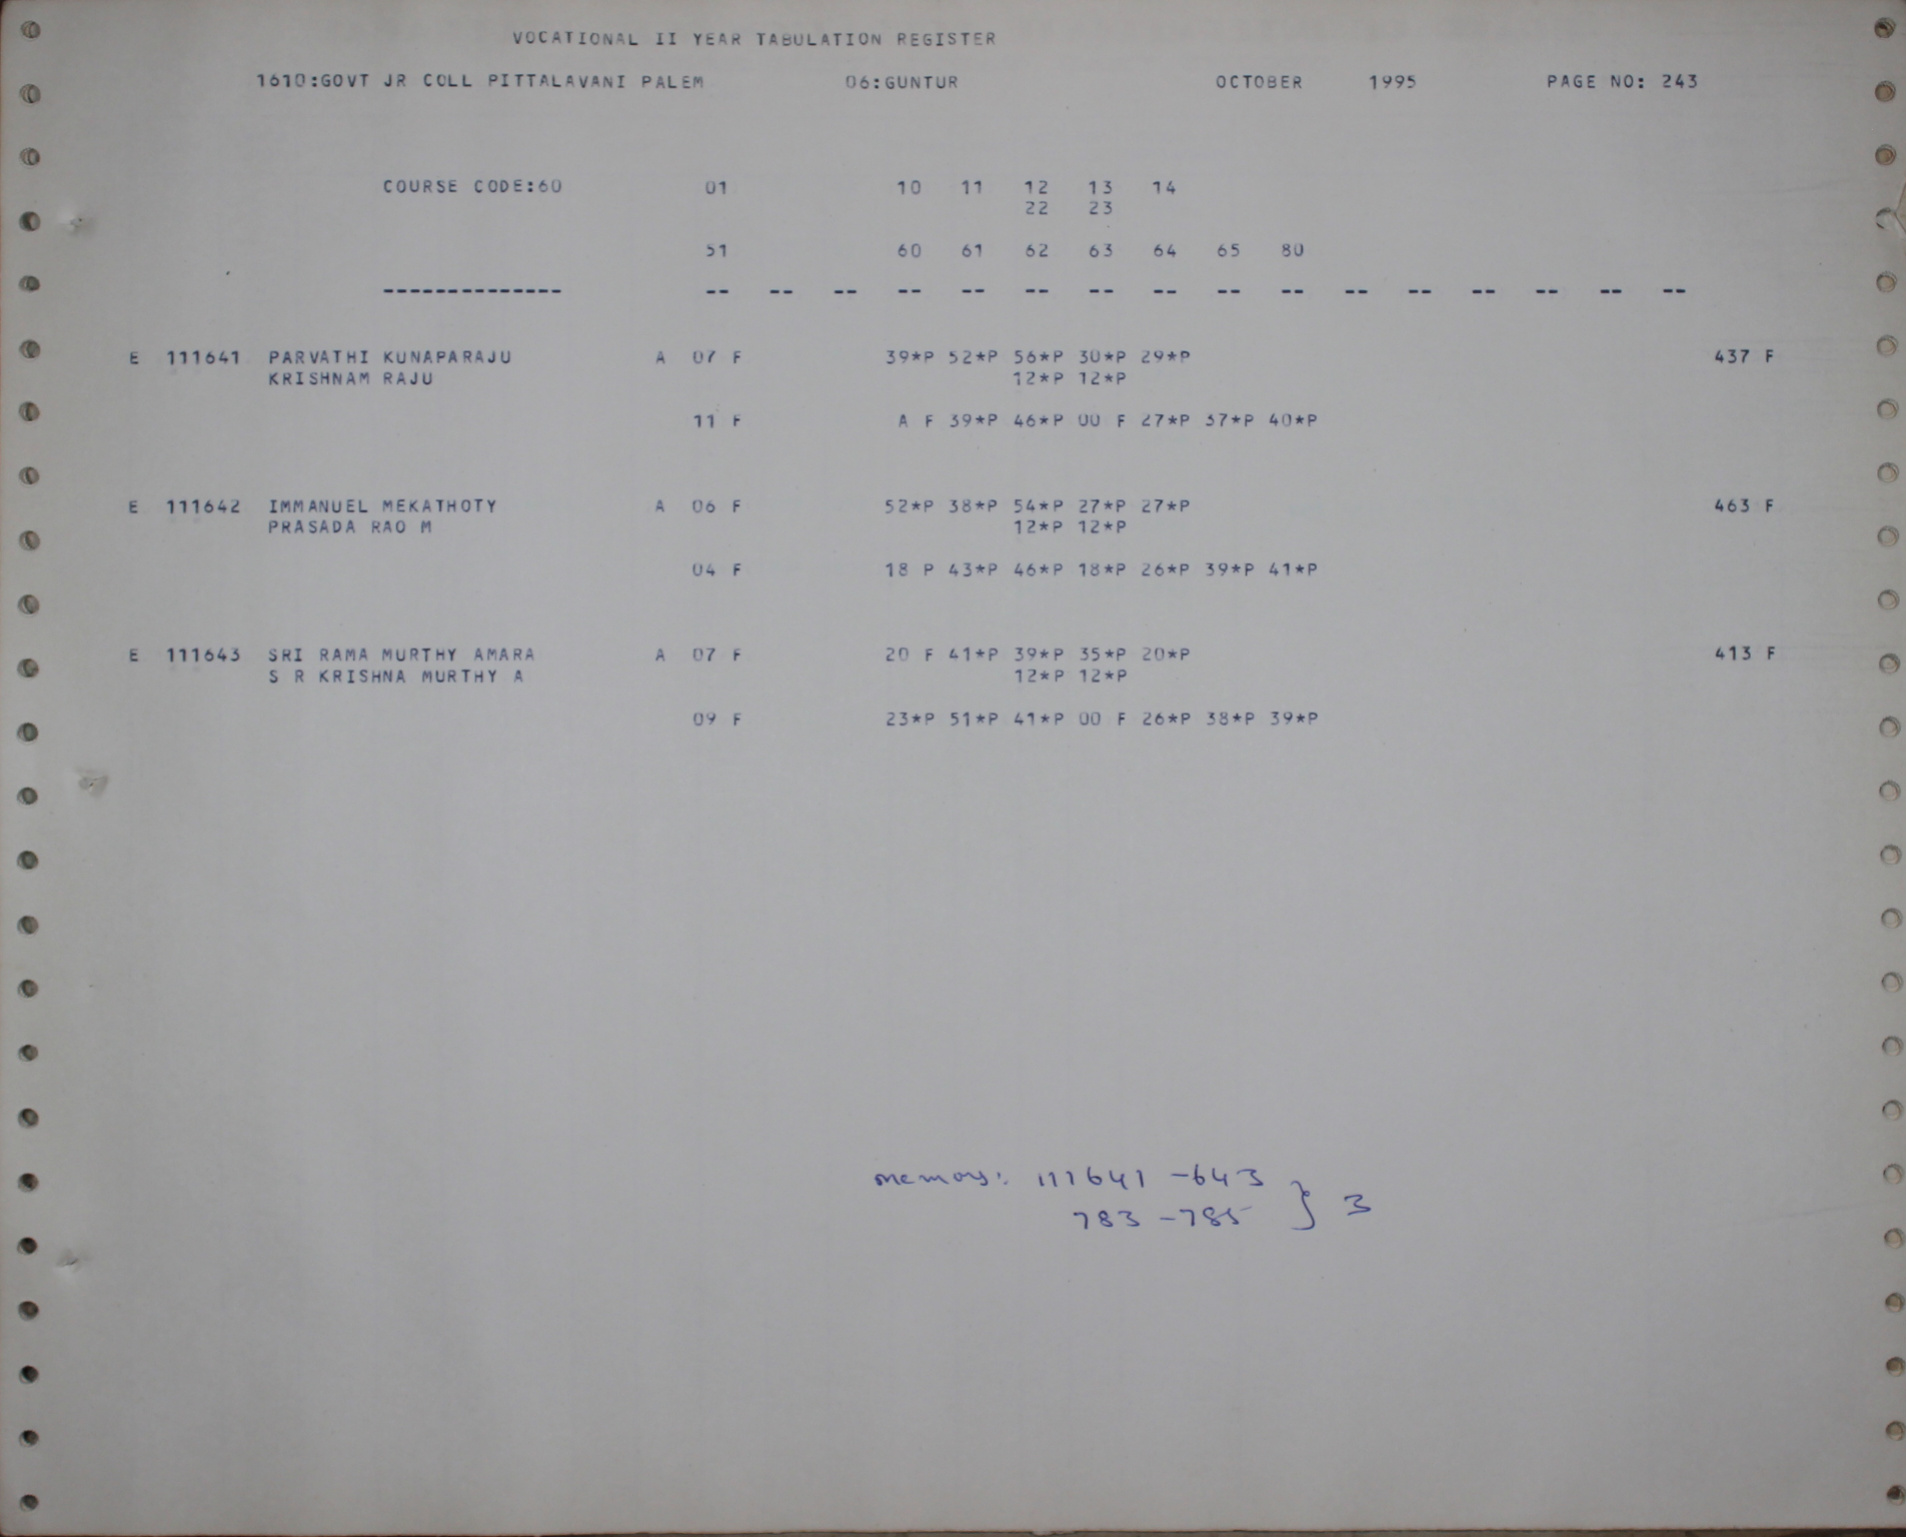 VOCATIONAL II YEAR TABULATION REGISTER
1610:GOVT JR COLL PITTALAVANI PALEM 06:GUNTUR OCTOBER 1995 PAGE NO: 243
COURSE CODE:60 01 10 11 12 13 14
22 23
51 60 61 62 63 64 65 80
-------------- -- -- -- -- -- -- -- -- -- -- -- -- -- -- -- --
E 111641 PARVATHI KUNAPARAJU A 07 F 39*P 52*P 56*P 30*P 29*P 437 F
KRISHNAM RAJU 12*P 12*P
11 F A F 39*P 46*P 00 F 27*P 37*P 40*P
E 111642 IMMANUEL MEKATHOTY A 06 F 52*P 38*P 54*P 27*P 27*P 463 F
PRASADA RAO M 12*P 12*P
04 F 18 P 43*P 46*P 18*P 26*P 39*P 41*P
E 111643 SRI RAMA MURTHY AMARA A 07 F 20 F 41*P 39*P 35*P 20*P 413 F
S R KRISHNA MURTHY A 12*P 12*P
09 F 23*P 51*P 41*P 00 F 26*P 38*P 39*P
111641 - 643
783 - 785 } 3